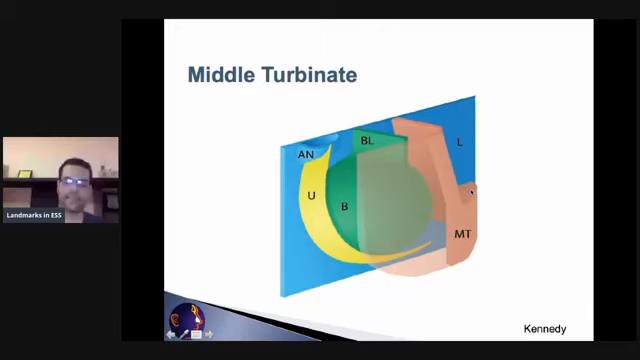 Middle Turbinate
AN
BL
L
U
B
MT
Landmarks in ESS
Kennedy